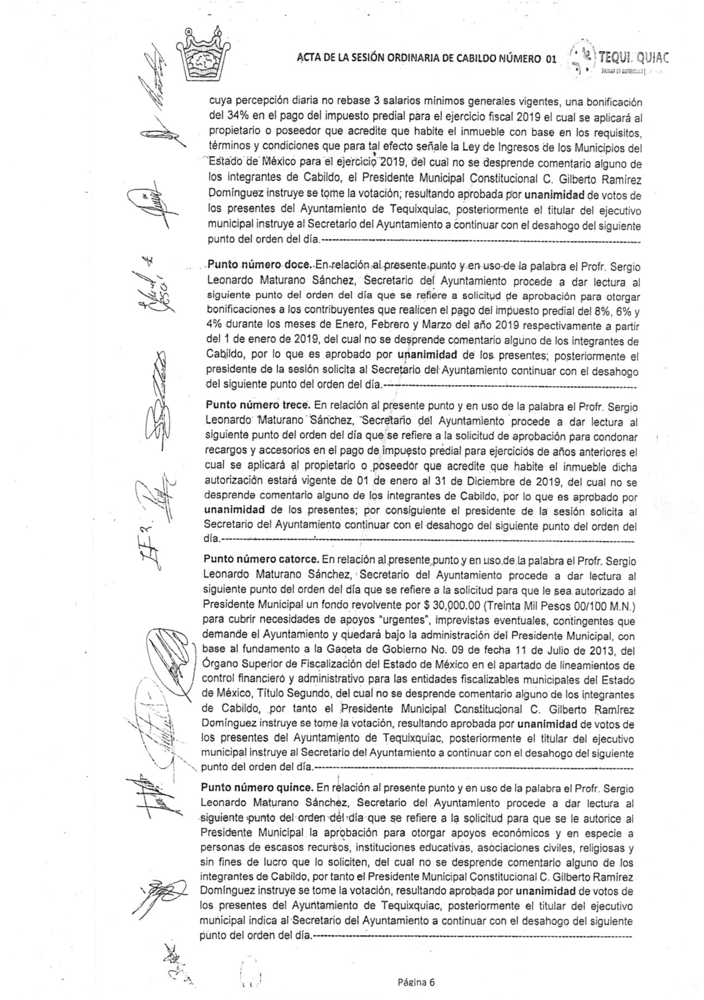 ACTA DE LA SESIÓN ORDINARIA DE CABILDO NÚMERO 01
TEQUI QUIAC
cuya percepción diaria no rebase 3 salarios mínimos generales vigentes, una bonificación
del 34% en el pago del impuesto predial para el ejercicio fiscal 2019 el cual se aplicará al
propietario o poseedor que acredite que habite el inmueble con base en los requisitos,
términos y condiciones que para tal efecto señale la Ley de Ingresos de los Municipios del
Estado de México para el ejercicio 2019, del cual no se desprende comentario alguno de
los integrantes de Cabildo, el Presidente Municipal Constitucional C. Gilberto Ramírez
Domínguez instruye se tome la votación; resultando aprobada por unanimidad de votos de
los presentes del Ayuntamiento de Tequixquiac, posteriormente el titular del ejecutivo
municipal instruye al Secretario del Ayuntamiento a continuar con el desahogo del siguiente
punto del orden del día.------------------------------------------------------------
Punto número doce. En relación al presente punto y en uso de la palabra el Profr. Sergio
Leonardo Maturano Sánchez, Secretario del Ayuntamiento procede a dar lectura al
siguiente punto del orden del día que se refiere a solicitud de aprobación para otorgar
bonificaciones a los contribuyentes que realicen el pago del impuesto predial del 8%, 6% y
4% durante los meses de Enero, Febrero y Marzo del año 2019 respectivamente a partir
del 1 de enero de 2019, del cual no se desprende comentario alguno de los integrantes de
Cabildo, por lo que es aprobado por unanimidad de los presentes; posteriormente el
presidente de la sesión solicita al Secretario del Ayuntamiento continuar con el desahogo
del siguiente punto del orden del día.------------------------------------------------
Punto número trece. En relación al presente punto y en uso de la palabra el Profr. Sergio
Leonardo Maturano Sánchez, Secretario del Ayuntamiento procede a dar lectura al
siguiente punto del orden del día que se refiere a la solicitud de aprobación para condonar
recargos y accesorios en el pago de impuesto predial para ejercicios de años anteriores el
cual se aplicará al propietario o poseedor que acredite que habite el inmueble dicha
autorización estará vigente de 01 de enero al 31 de Diciembre de 2019, del cual no se
desprende comentario alguno de los integrantes de Cabildo, por lo que es aprobado por
unanimidad de los presentes; por consiguiente el presidente de la sesión solicita al
Secretario del Ayuntamiento continuar con el desahogo del siguiente punto del orden del
día.------------------------------------------------------------------------------
Punto número catorce. En relación al presente punto y en uso de la palabra el Profr. Sergio
Leonardo Maturano Sánchez, Secretario del Ayuntamiento procede a dar lectura al
siguiente punto del orden del día que se refiere a la solicitud para que le sea autorizado al
Presidente Municipal un fondo revolvente por $ 30,000.00 (Treinta Mil Pesos 00/100 M.N.)
para cubrir necesidades de apoyos "urgentes", imprevistas eventuales, contingentes que
demande el Ayuntamiento y quedará bajo la administración del Presidente Municipal, con
base al fundamento a la Gaceta de Gobierno No. 09 de fecha 11 de Julio de 2013, del
Órgano Superior de Fiscalización del Estado de México en el apartado de lineamientos de
control financiero y administrativo para las entidades fiscalizables municipales del Estado
de México, Título Segundo, del cual no se desprende comentario alguno de los integrantes
de Cabildo, por tanto el Presidente Municipal Constitucional C. Gilberto Ramírez
Domínguez instruye se tome la votación, resultando aprobada por unanimidad de votos de
los presentes del Ayuntamiento de Tequixquiac, posteriormente el titular del ejecutivo
municipal instruye al Secretario del Ayuntamiento a continuar con el desahogo del siguiente
punto del orden del día.------------------------------------------------------------
Punto número quince. En relación al presente punto y en uso de la palabra el Profr. Sergio
Leonardo Maturano Sánchez, Secretario del Ayuntamiento procede a dar lectura al
siguiente punto del orden del día que se refiere a la solicitud para que se le autorice al
Presidente Municipal la aprobación para otorgar apoyos económicos y en especie a
personas de escasos recursos, instituciones educativas, asociaciones civiles, religiosas y
sin fines de lucro que lo soliciten, del cual no se desprende comentario alguno de los
integrantes de Cabildo, por tanto el Presidente Municipal Constitucional C. Gilberto Ramírez
Domínguez instruye se tome la votación, resultando aprobada por unanimidad de votos de
los presentes del Ayuntamiento de Tequixquiac, posteriormente el titular del ejecutivo
municipal indica al Secretario del Ayuntamiento a continuar con el desahogo del siguiente
punto del orden del día.------------------------------------------------------------
Página 6